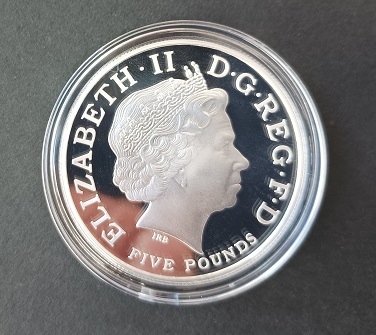 ELIZABETH · II D · G · REG · F · D
FIVE POUNDS
IRB